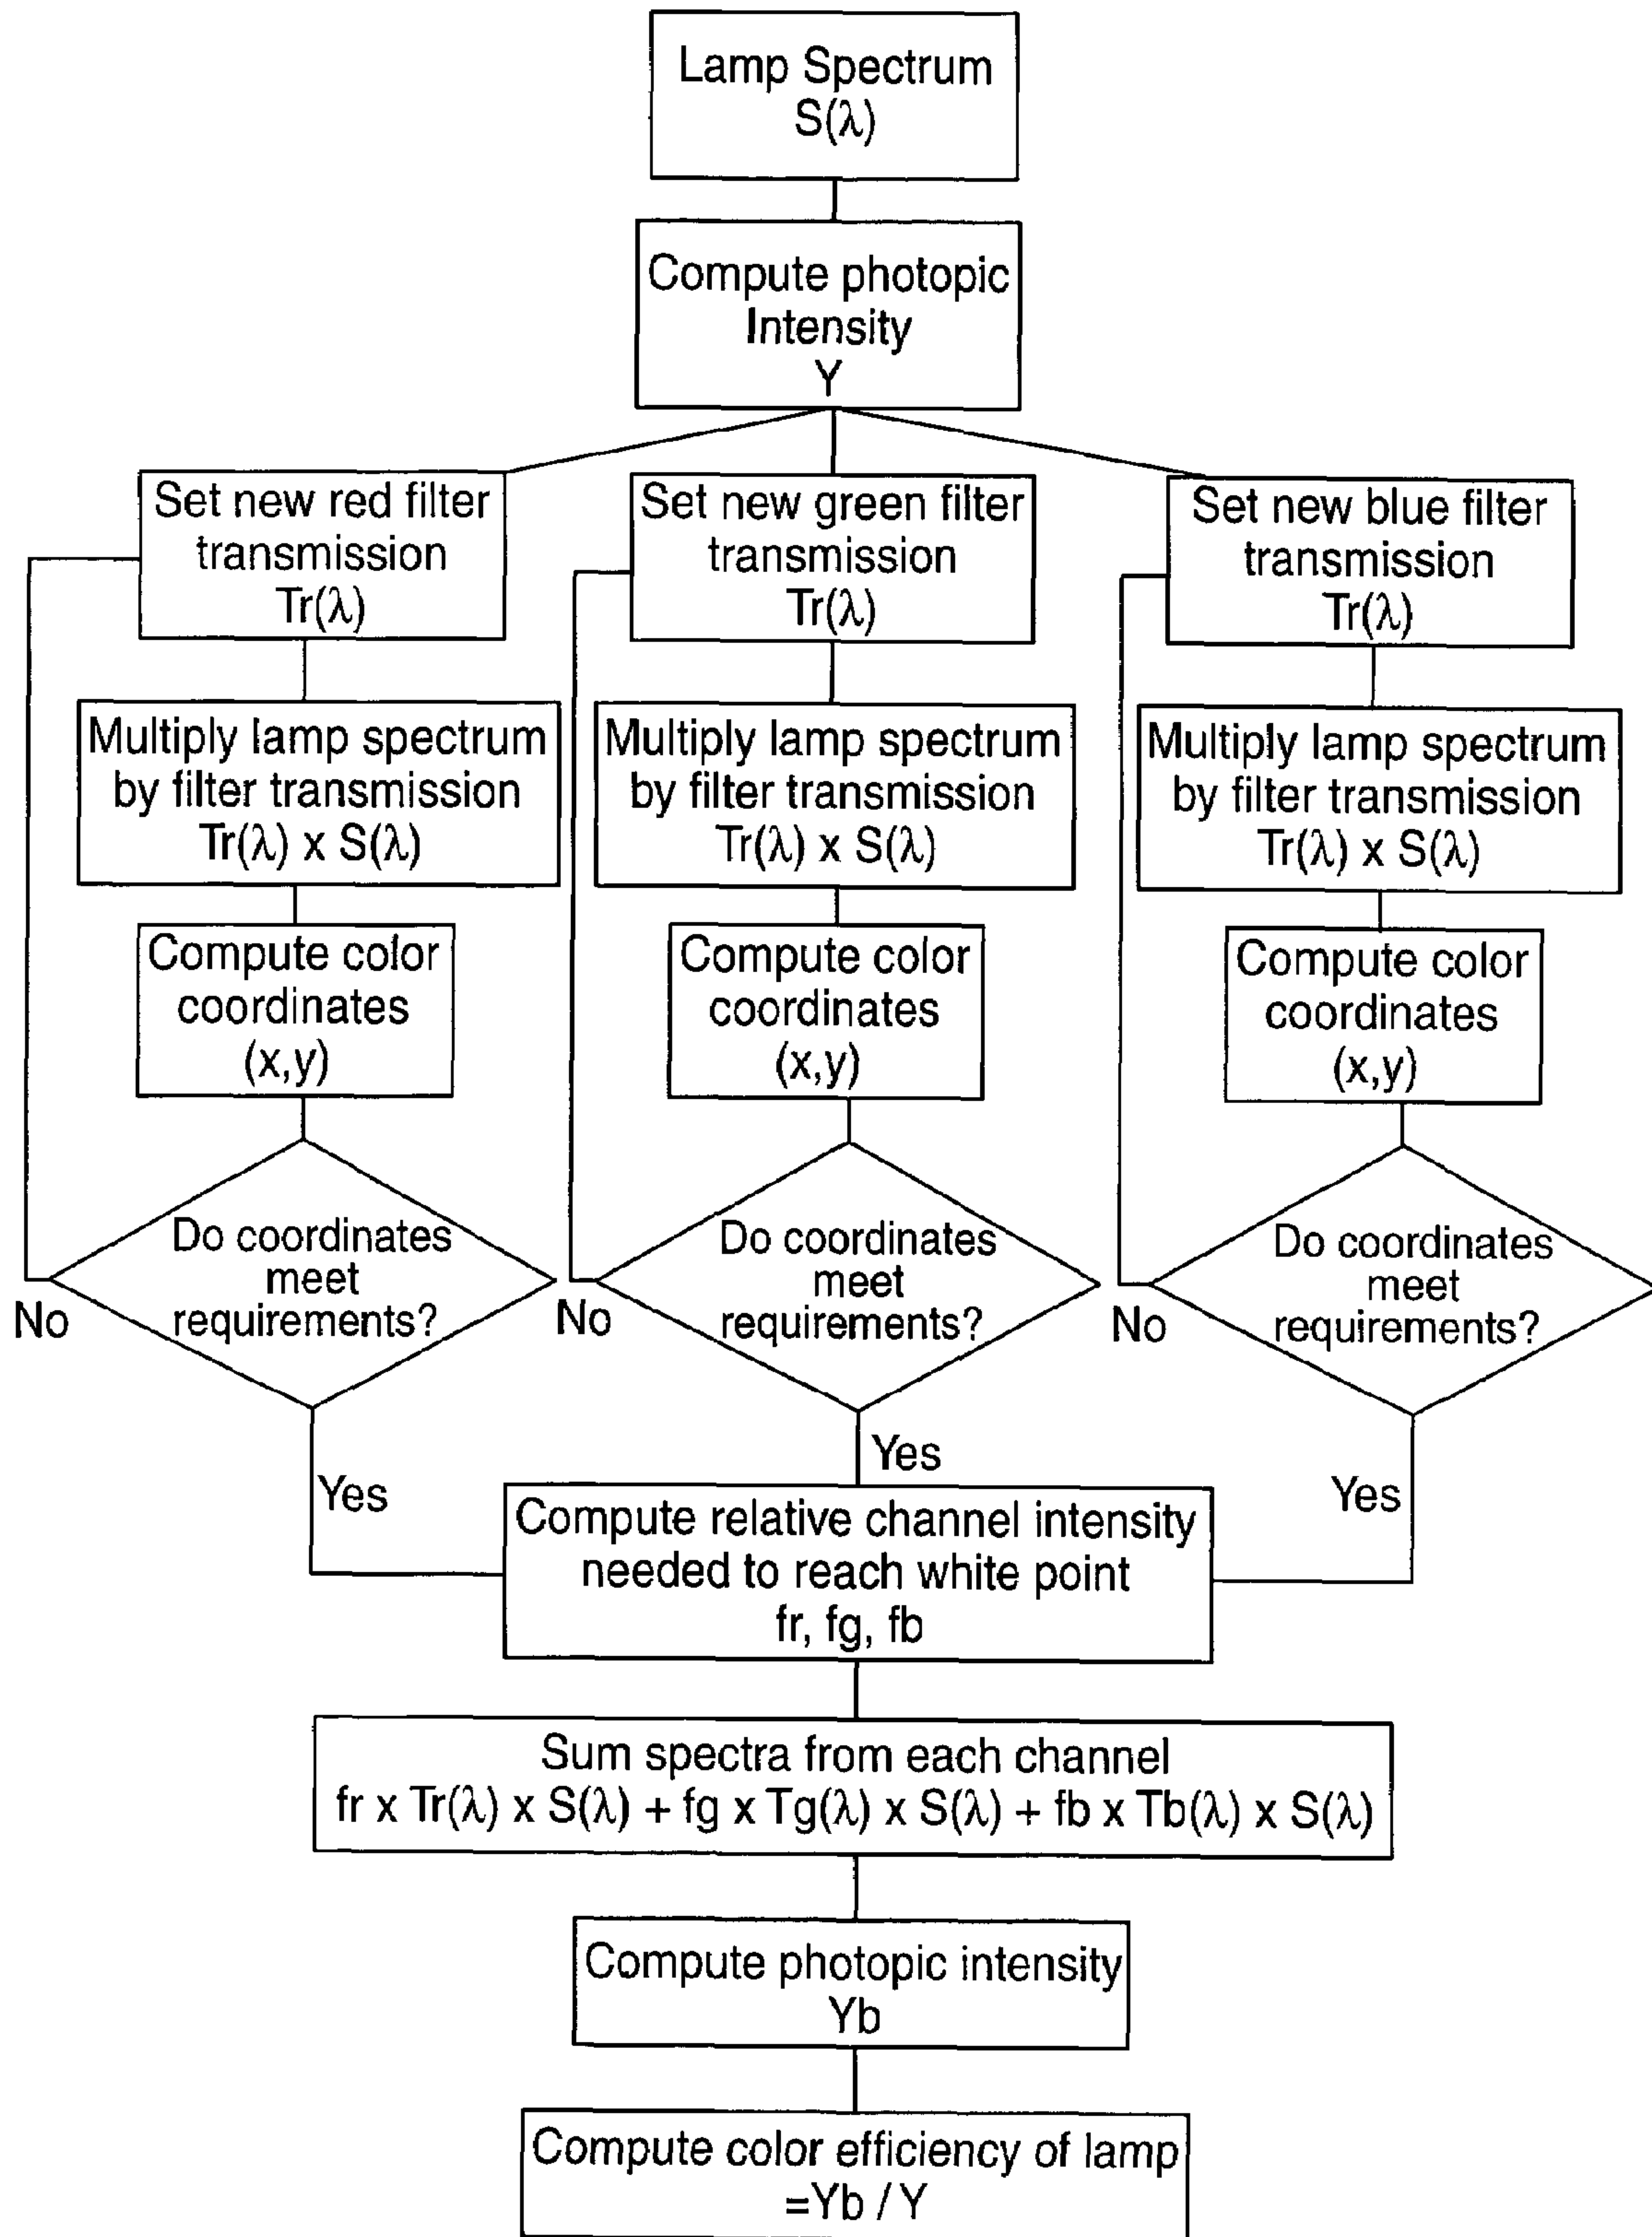 Lamp Spectrum
S(λ)
Compute photopic
Intensity
Y
Set new red filter
transmission
Tr(λ)
Set new green filter
transmission
Tr(λ)
Set new blue filter
transmission
Tr(λ)
Multiply lamp spectrum
by filter transmission
Tr(λ) x S(λ)
Multiply lamp spectrum
by filter transmission
Tr(λ) x S(λ)
Multiply lamp spectrum
by filter transmission
Tr(λ) x S(λ)
Compute color
coordinates
(x,y)
Compute color
coordinates
(x,y)
Compute color
coordinates
(x,y)
Do coordinates
meet
requirements?
No
Do coordinates
meet
requirements?
No
Do coordinates
meet
requirements?
No
Yes
Yes
Yes
Compute relative channel intensity
needed to reach white point
fr, fg, fb
Sum spectra from each channel
fr x Tr(λ) x S(λ) + fg x Tg(λ) x S(λ) + fb x Tb(λ) x S(λ)
Compute photopic intensity
Yb
Compute color efficiency of lamp
=Yb / Y